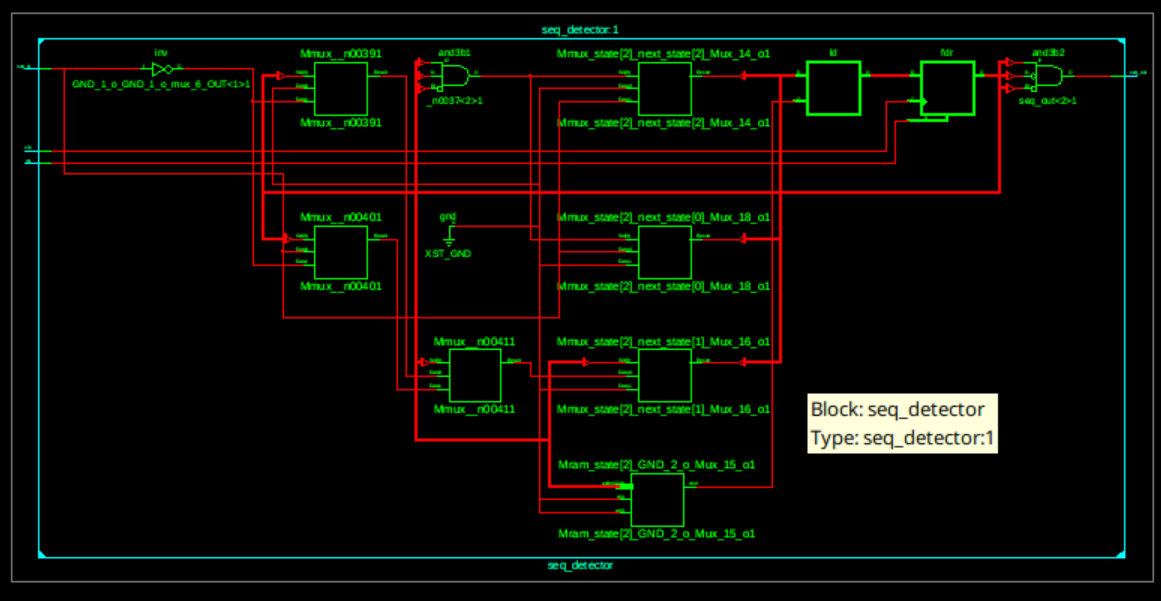 seq_detector:1
inv
Mmux__n00391
and3b1
Mmux_state[2]_next_state[2]_Mux_14_o1
ld
fdr
and3b2
GND_1_o_GND_1_o_mux_6_OUT<1>1
_n0037<2>1
seq_out<2>1
Mmux__n00391
Mmux_state[2]_next_state[2]_Mux_14_o1
Mmux__n00401
gnd
Mmux_state[2]_next_state[0]_Mux_18_o1
XST_GND
Mmux__n00401
Mmux_state[2]_next_state[0]_Mux_18_o1
Mmux__n00411
Mmux_state[2]_next_state[1]_Mux_16_o1
Mmux__n00411
Mmux_state[2]_next_state[1]_Mux_16_o1
Block: seq_detector
Type: seq_detector:1
Mram_state[2]_GND_2_o_Mux_15_o1
Mram_state[2]_GND_2_o_Mux_15_o1
seq_detector